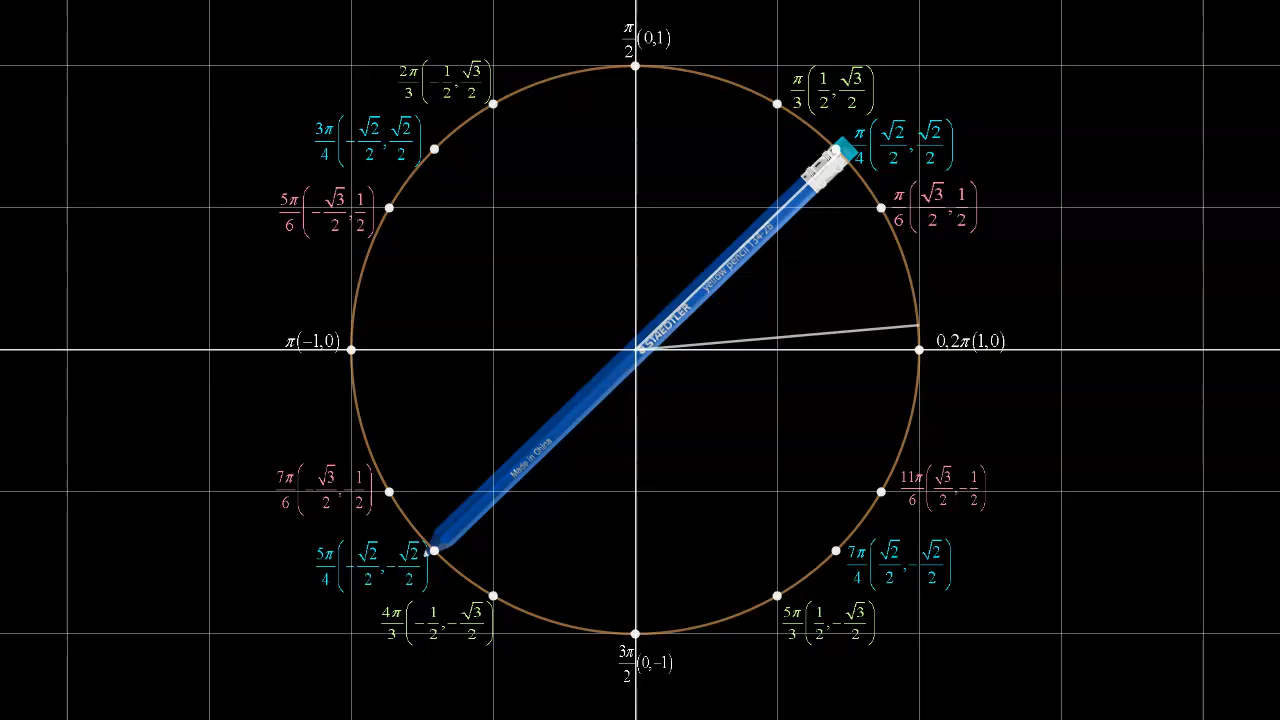 π/2 (0,1)
2π/3 (−1/2, √3/2)
π/3 (1/2, √3/2)
3π/4 (−√2/2, √2/2)
π/4 (√2/2, √2/2)
5π/6 (−√3/2, 1/2)
π/6 (√3/2, 1/2)
yellow pencil 134-2B
STAEDTLER
π(−1,0)
0,2π(1,0)
Made in China
7π/6 (−√3/2, −1/2)
11π/6 (√3/2, −1/2)
5π/4 (−√2/2, −√2/2)
7π/4 (√2/2, −√2/2)
4π/3 (−1/2, −√3/2)
5π/3 (1/2, −√3/2)
3π/2 (0,−1)